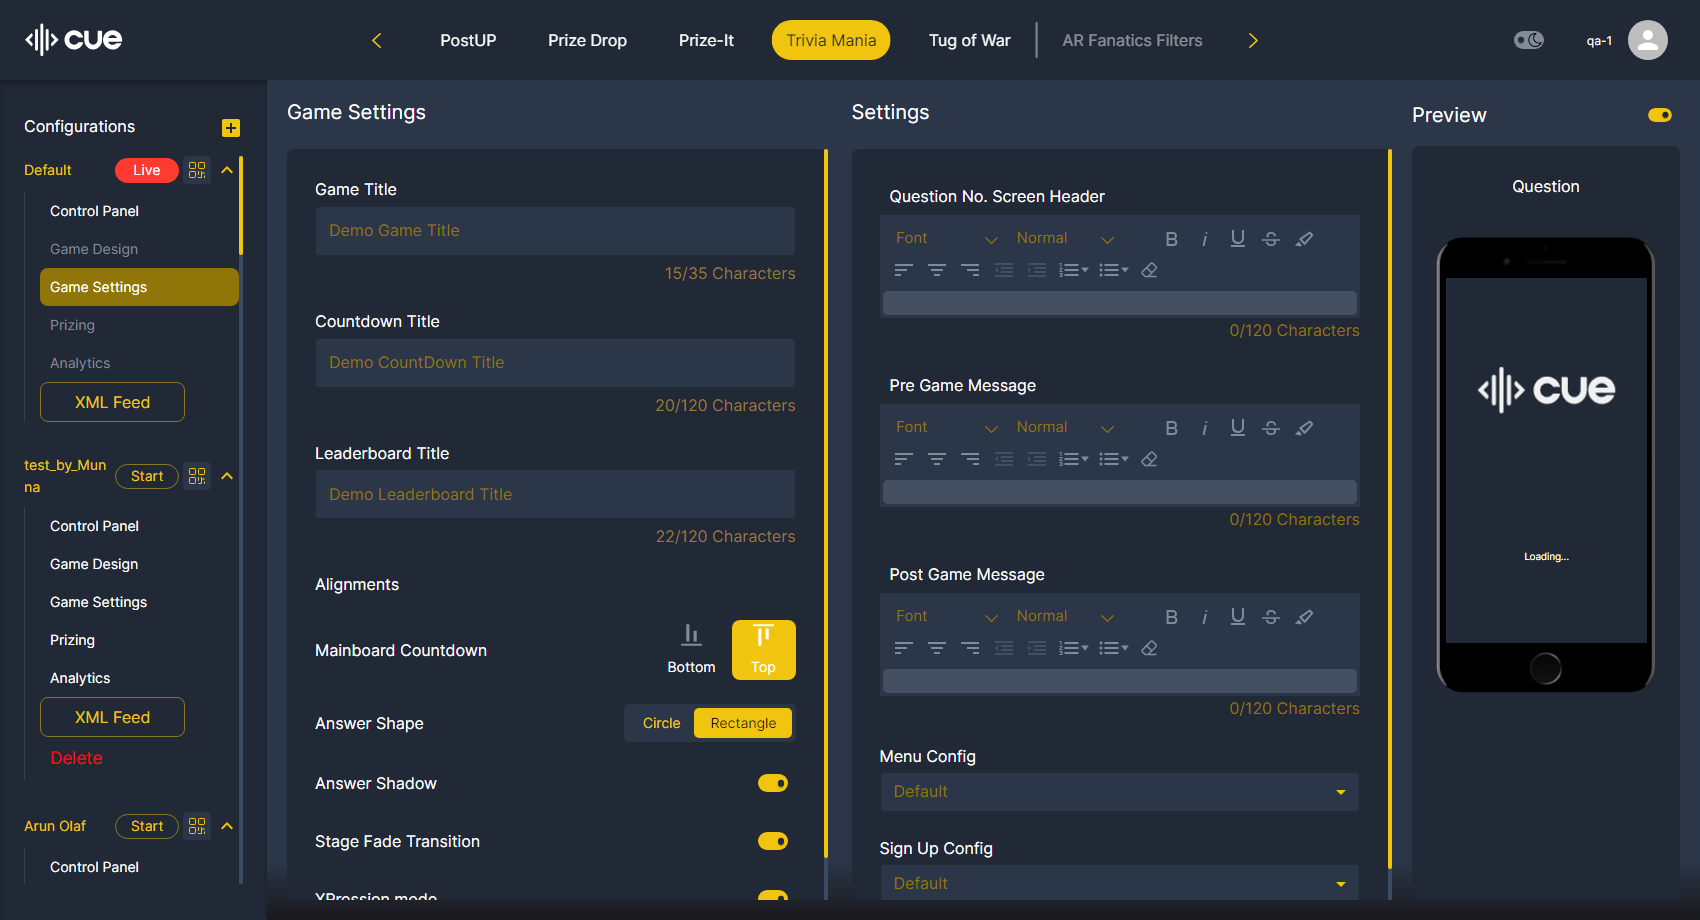 cue
PostUP
Prize Drop
Prize-It
Trivia Mania
Tug of War
AR Fanatics Filters
qa-1
Configurations
Default
Live
Control Panel
Game Design
Game Settings
Prizing
Analytics
XML Feed
test_by_Mun
na
Start
Control Panel
Game Design
Game Settings
Prizing
Analytics
XML Feed
Delete
Arun Olaf
Start
Control Panel
Game Settings
Game Title
Demo Game Title
15/35 Characters
Countdown Title
Demo CountDown Title
20/120 Characters
Leaderboard Title
Demo Leaderboard Title
22/120 Characters
Alignments
Mainboard Countdown
Bottom
Top
Answer Shape
Circle
Rectangle
Answer Shadow
Stage Fade Transition
XPression mode
Settings
Question No. Screen Header
Font
Normal
0/120 Characters
Pre Game Message
Font
Normal
0/120 Characters
Post Game Message
Font
Normal
0/120 Characters
Menu Config
Default
Sign Up Config
Default
Preview
Question
cue
Loading...